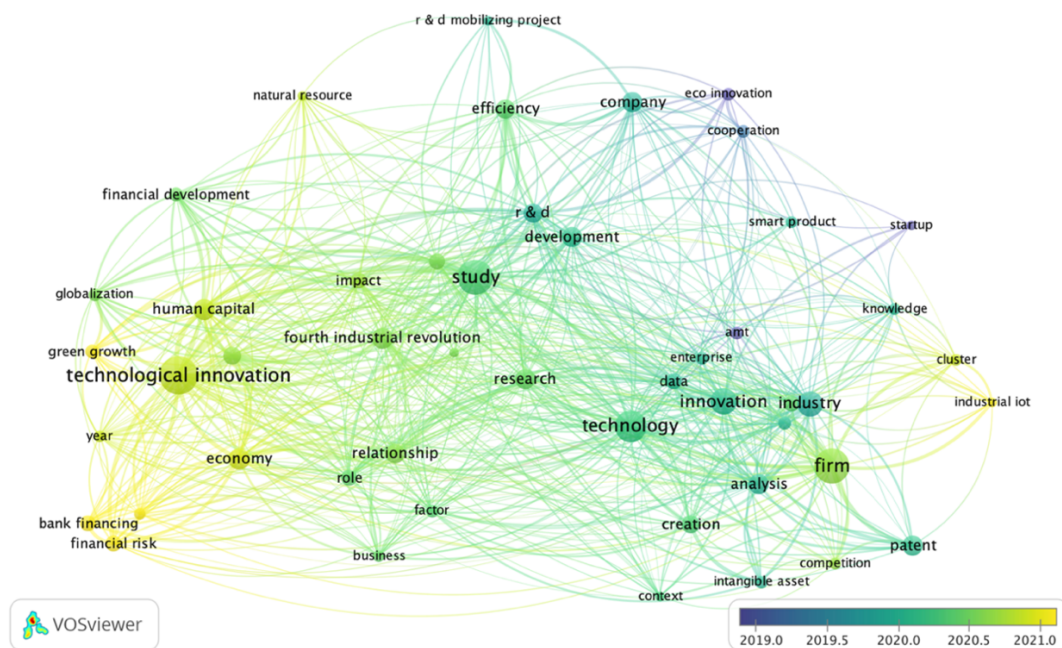 r & d mobilizing project
natural resource
efficiency
company
eco innovation
cooperation
financial development
r & d
development
smart product
startup
impact
study
globalization
human capital
knowledge
fourth industrial revolution
amt
green growth
enterprise
cluster
technological innovation
research
data
innovation
industry
industrial iot
technology
year
economy
relationship
firm
role
analysis
factor
bank financing
financial risk
creation
patent
business
competition
intangible asset
context
VOSviewer
2019.0 2019.5 2020.0 2020.5 2021.0